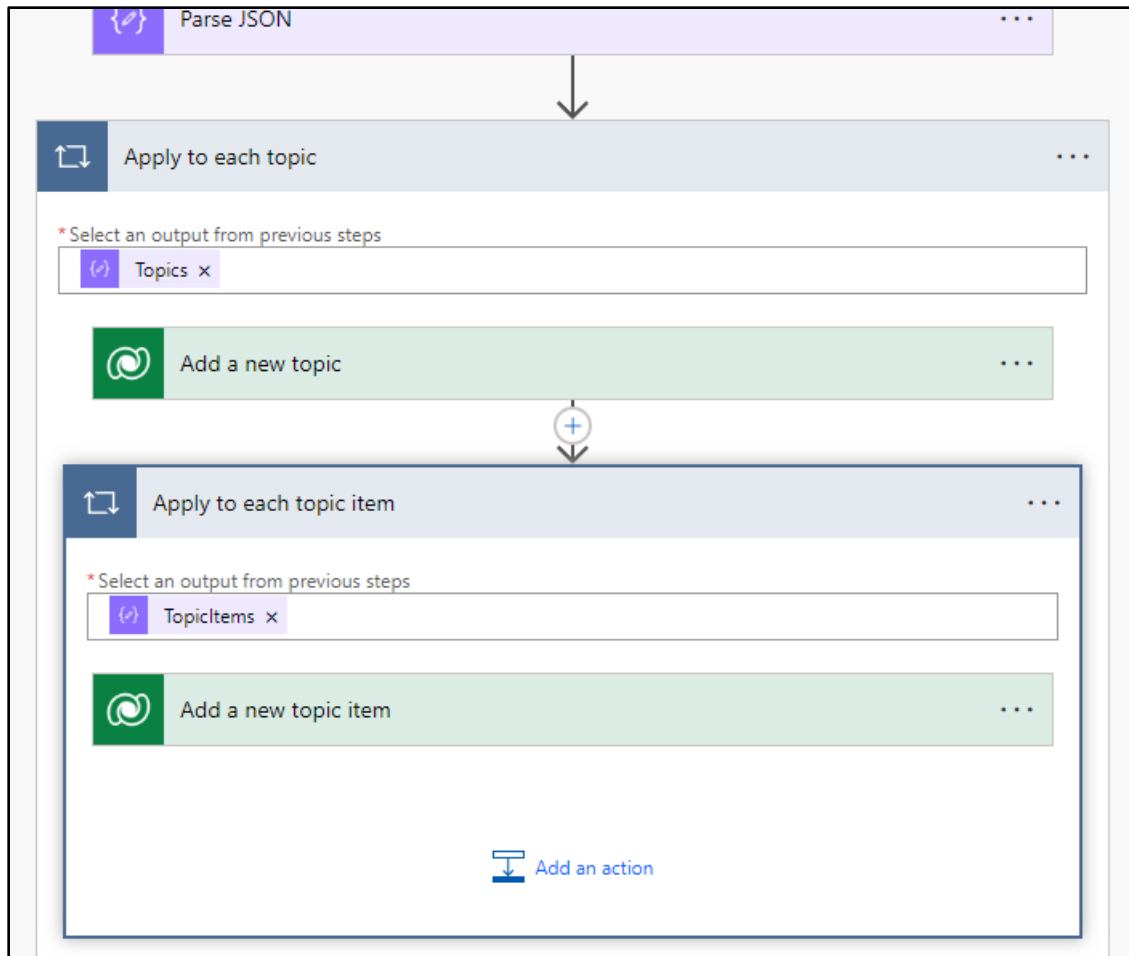 Parse JSON
Apply to each topic
* Select an output from previous steps
Topics ×
Add a new topic
Apply to each topic item
* Select an output from previous steps
TopicItems ×
Add a new topic item
Add an action